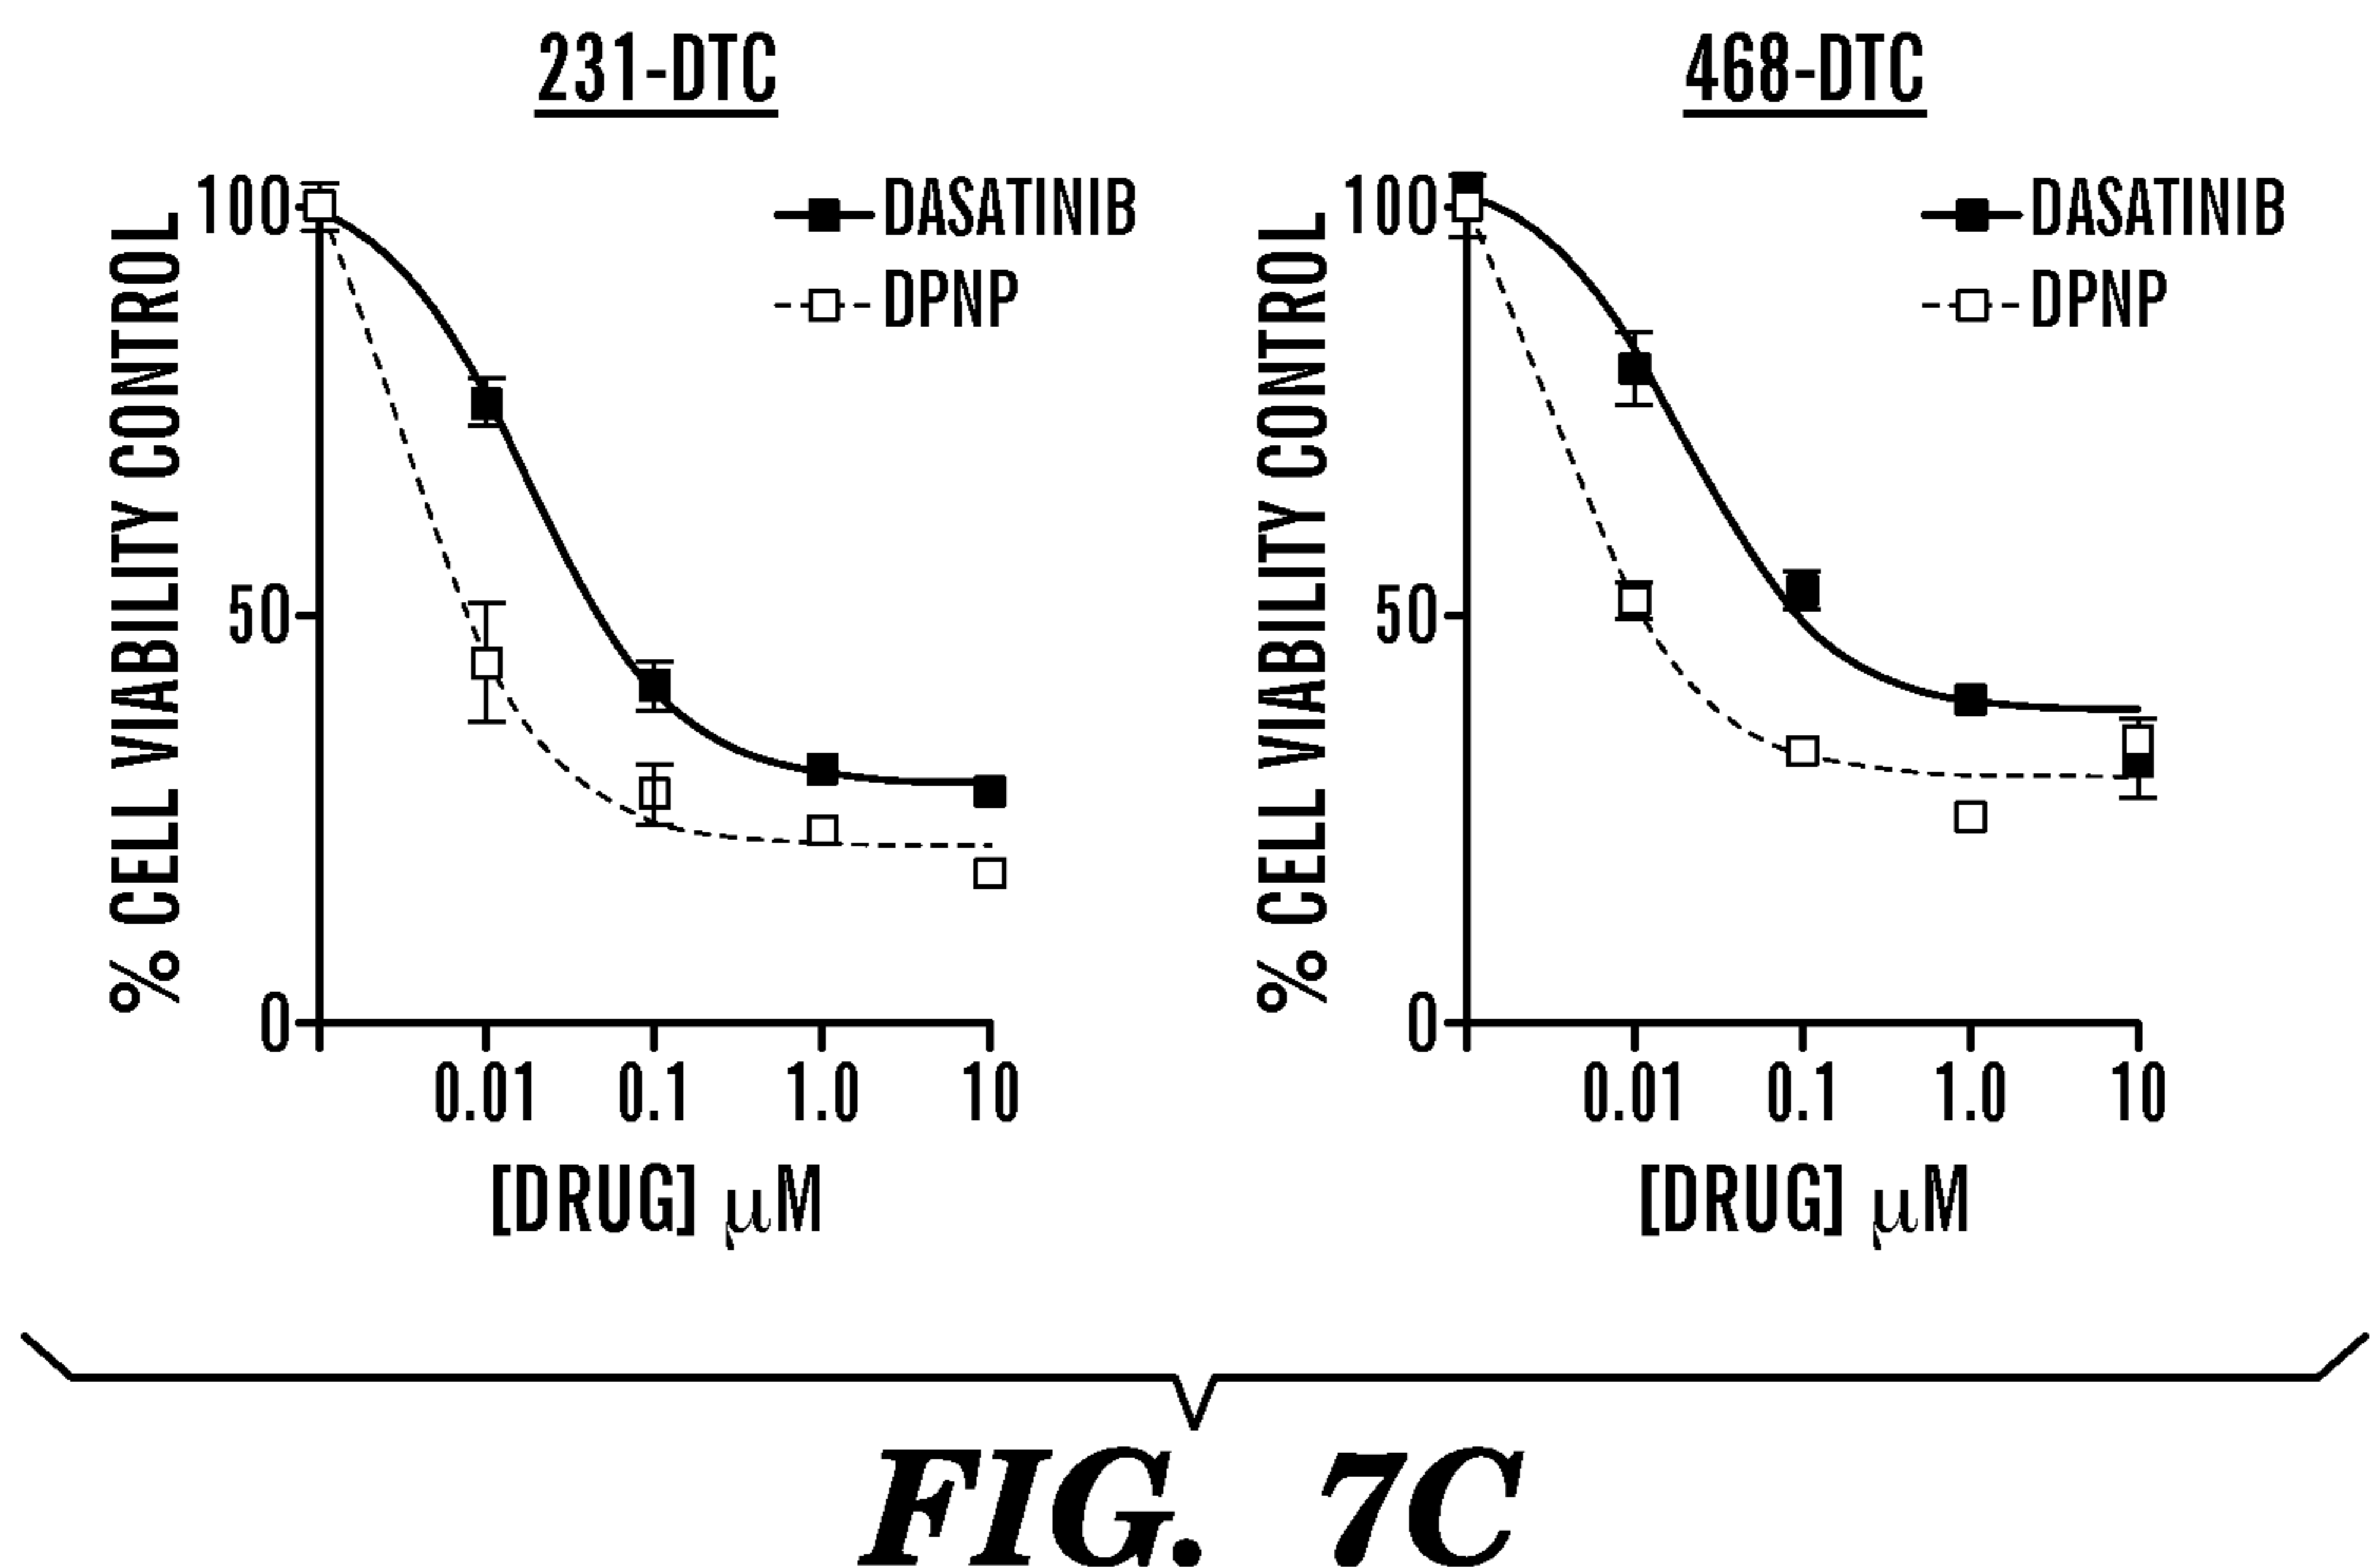 231-DTC
100
50
0
% CELL VIABILITY CONTROL
DASATINIB
DPNP
0.01 0.1 1.0 10
[DRUG] µM
468-DTC
100
50
0
% CELL VIABILITY CONTROL
DASATINIB
DPNP
0.01 0.1 1.0 10
[DRUG] µM
FIG. 7C